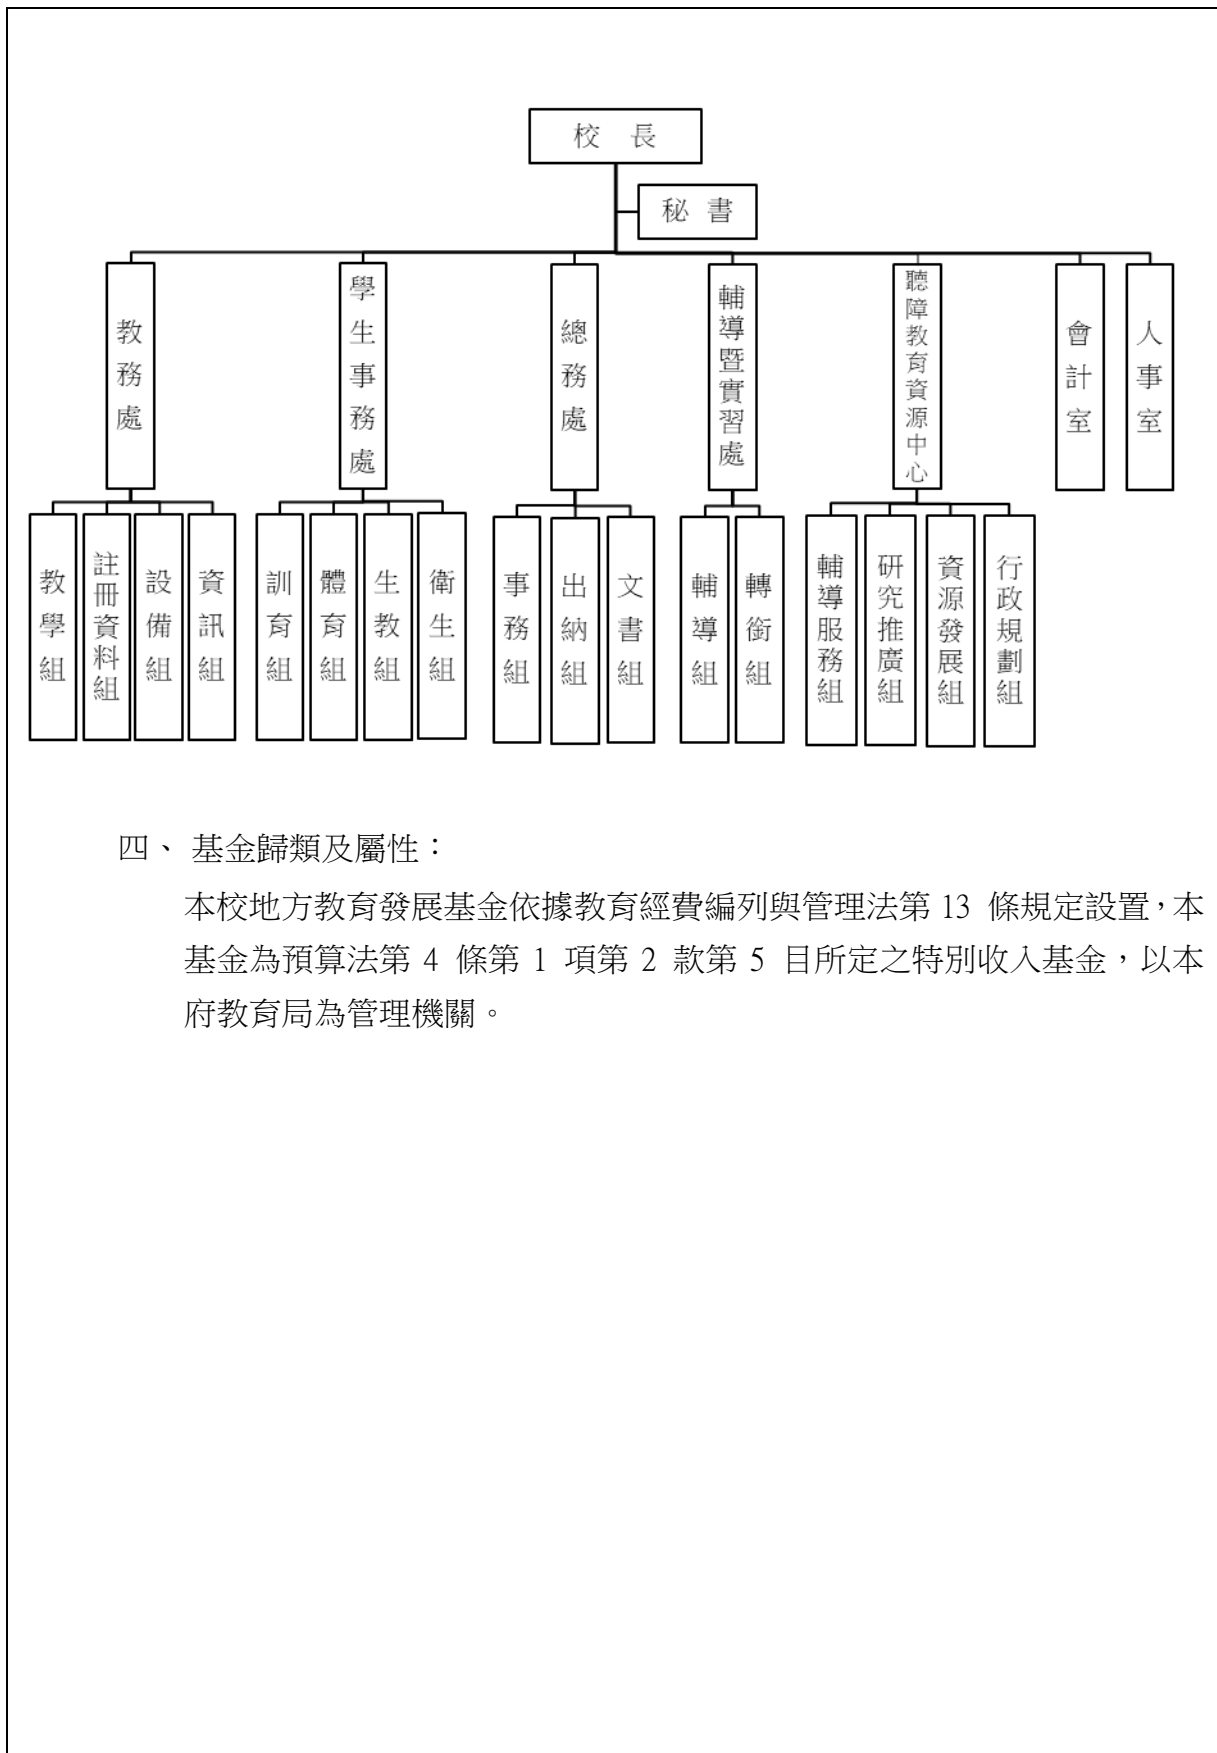 校長
秘書
教務處
學生事務處
總務處
輔導暨實習處
聽障教育資源中心
會計室
人事室
教學組
註冊資料組
設備組
資訊組
訓育組
體育組
生教組
衛生組
事務組
出納組
文書組
輔導組
轉銜組
輔導服務組
研究推廣組
資源發展組
行政規劃組
四、 基金歸類及屬性：
本校地方教育發展基金依據教育經費編列與管理法第 13 條規定設置，本
基金為預算法第 4 條第 1 項第 2 款第 5 目所定之特別收入基金，以本
府教育局為管理機關。